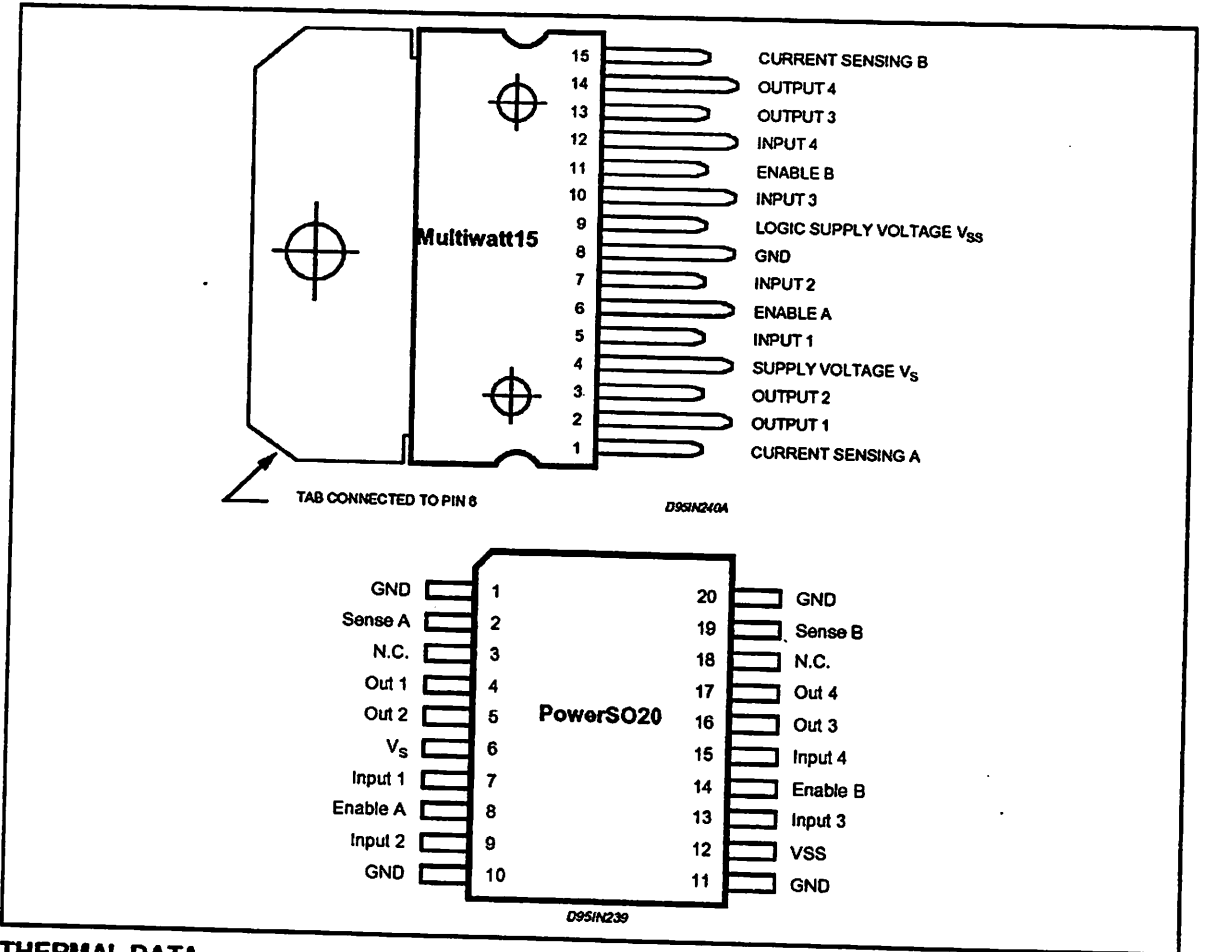 15 CURRENT SENSING B
14 OUTPUT 4
13 OUTPUT 3
12 INPUT 4
11 ENABLE B
10 INPUT 3
9 LOGIC SUPPLY VOLTAGE VSS
Multiwatt15
8 GND
7 INPUT 2
6 ENABLE A
5 INPUT 1
4 SUPPLY VOLTAGE VS
3 OUTPUT 2
2 OUTPUT 1
1 CURRENT SENSING A
TAB CONNECTED TO PIN 8
D95IN240A
GND 1 20 GND
Sense A 2 19 Sense B
N.C. 3 18 N.C.
Out 1 4 17 Out 4
Out 2 5 PowerSO20 16 Out 3
VS 6 15 Input 4
Input 1 7 14 Enable B
Enable A 8 13 Input 3
Input 2 9 12 VSS
GND 10 11 GND
D95IN239
THERMAL DATA